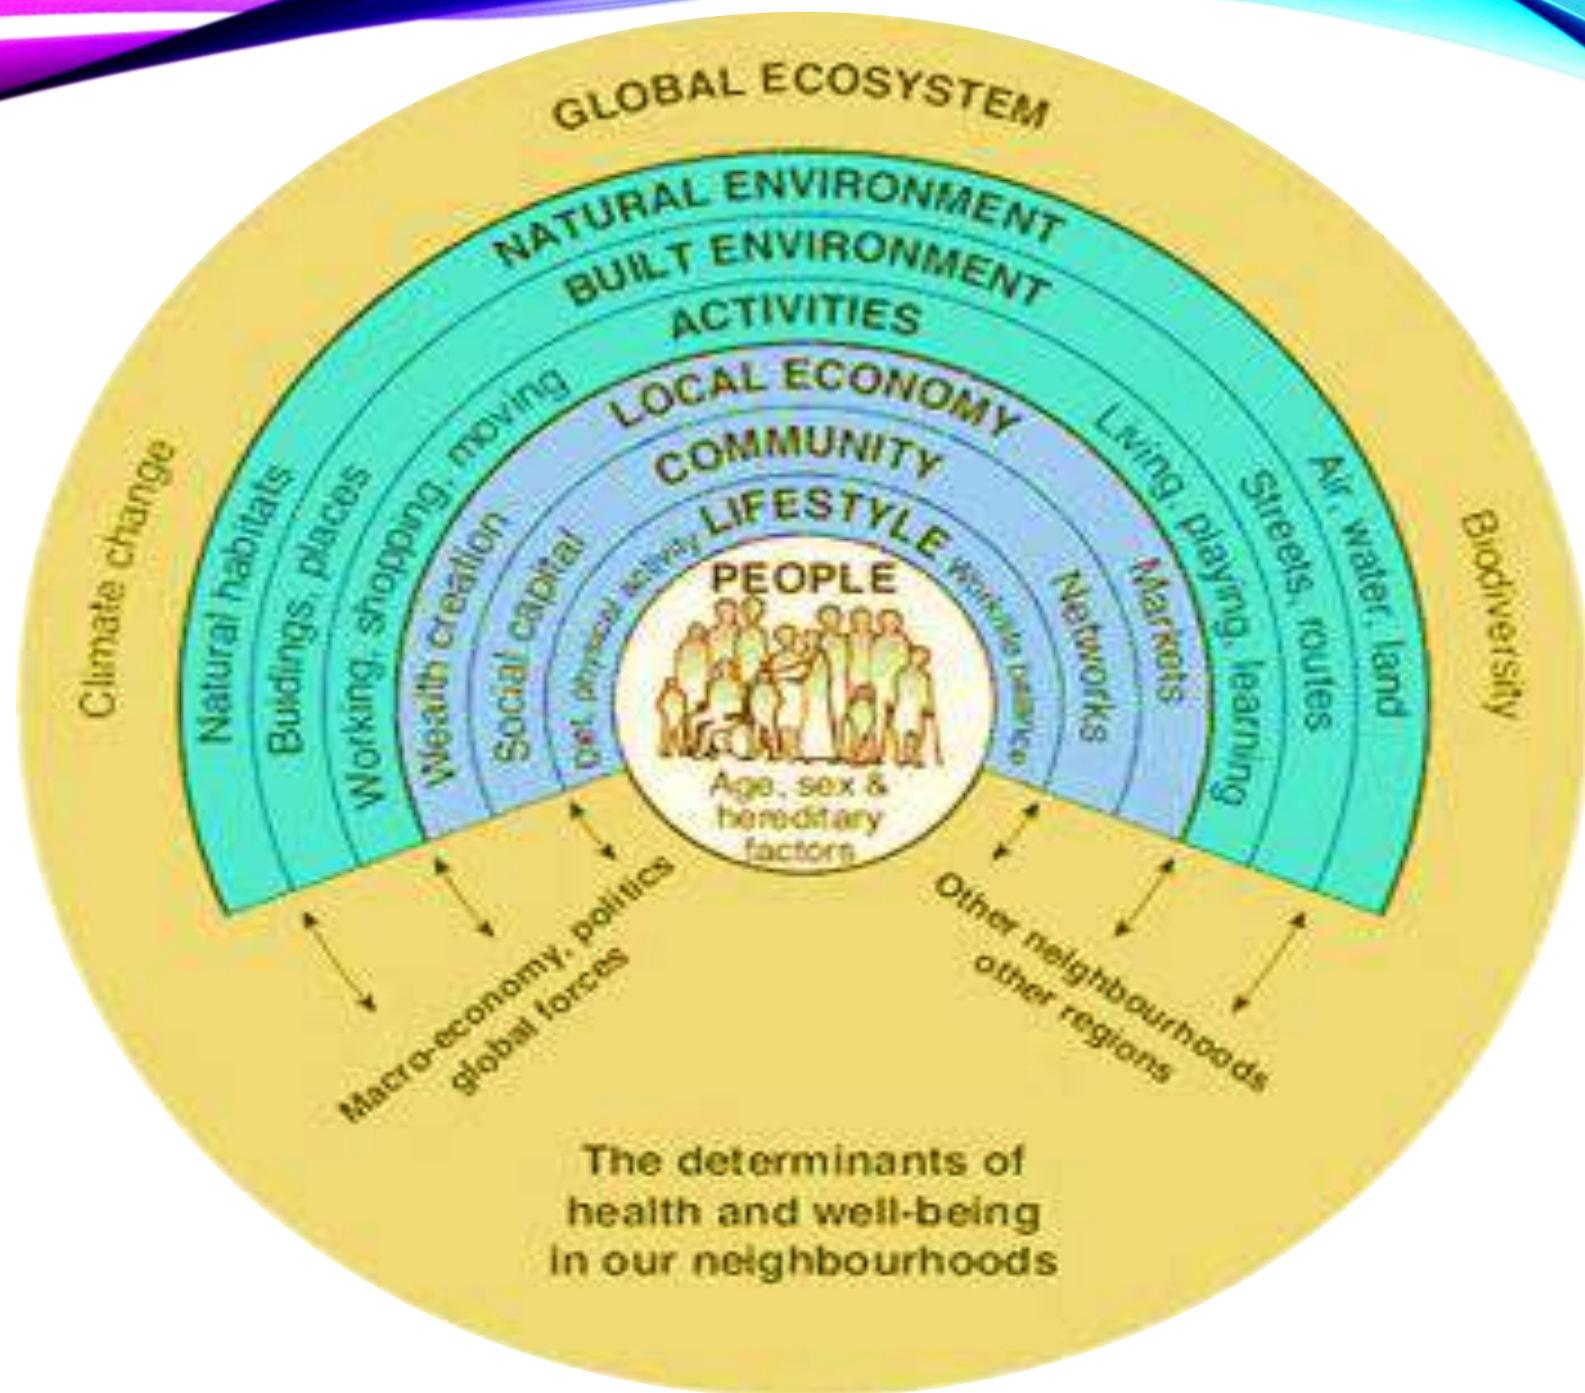 GLOBAL ECOSYSTEM
NATURAL ENVIRONMENT
BUILT ENVIRONMENT
ACTIVITIES
LOCAL ECONOMY
COMMUNITY
LIFESTYLE
PEOPLE
Age, sex &
hereditary
factors
Climate change
Natural habitats
Buildings, places
Working, shopping, moving
Wealth creation
Social capital
Diet, physical activity
Work/life balance
Networks
Markets
Living, playing, learning
Streets, routes
Air, water, land
Biodiversity
Macro-economy, politics
global forces
Other neighbourhoods
other regions
The determinants of
health and well-being
in our neighbourhoods